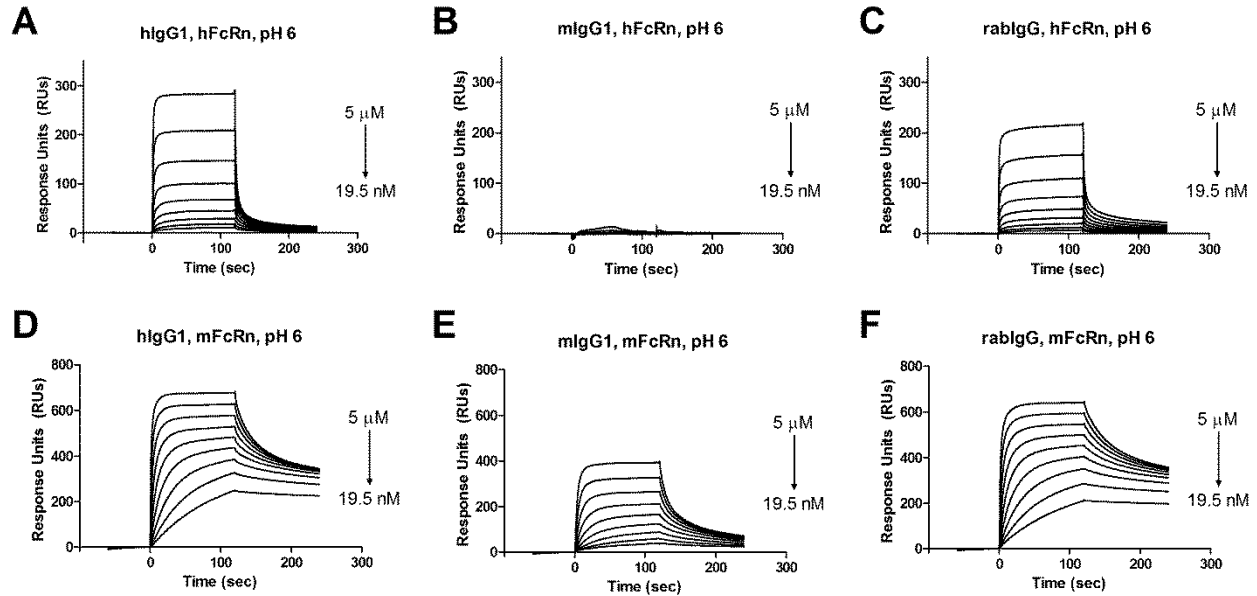 A
hIgG1, hFcRn, pH 6
Response Units (RUs)
300
200
100
0
0
100
200
300
Time (sec)
5 μM
19.5 nM
B
mIgG1, hFcRn, pH 6
Response Units (RUs)
300
200
100
0
0
100
200
300
Time (sec)
5 μM
19.5 nM
C
rabIgG, hFcRn, pH 6
Response Units (RUs)
300
200
100
0
0
100
200
300
Time (sec)
5 μM
19.5 nM
D
hIgG1, mFcRn, pH 6
Response Units (RUs)
800
600
400
200
0
0
100
200
300
Time (sec)
5 μM
19.5 nM
E
mIgG1, mFcRn, pH 6
Response Units (RUs)
800
600
400
200
0
0
100
200
300
Time (sec)
5 μM
19.5 nM
F
rabIgG, mFcRn, pH 6
Response Units (RUs)
800
600
400
200
0
0
100
200
300
Time (sec)
5 μM
19.5 nM